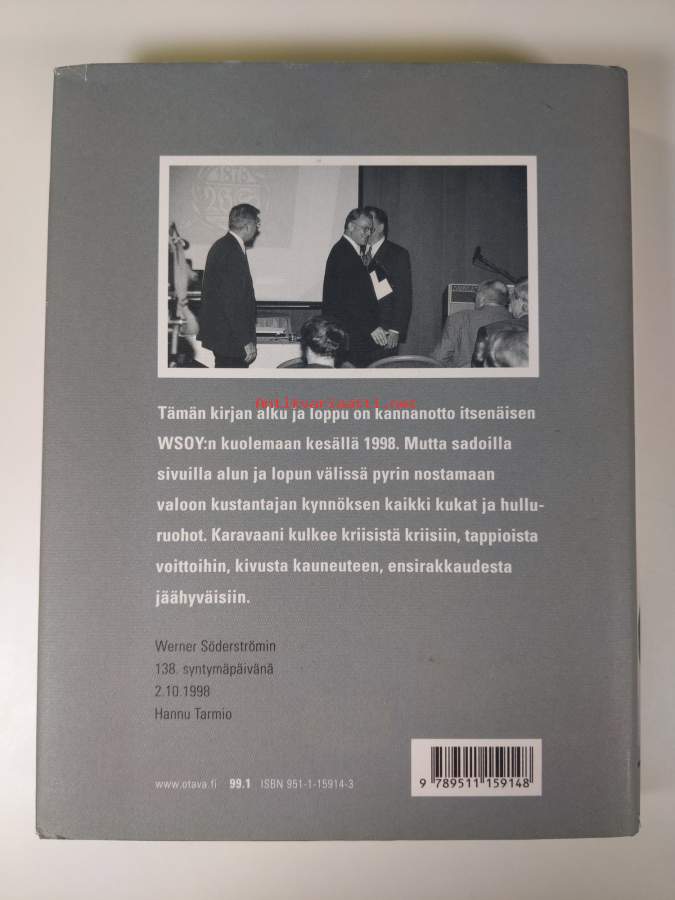 antikvariaatti.net
Tämän kirjan alku ja loppu on kannanotto itsenäisen
WSOY:n kuolemaan kesällä 1998. Mutta sadoilla
sivuilla alun ja lopun välissä pyrin nostamaan
valoon kustantajan kynnöksen kaikki kukat ja hullu-
ruohot. Karavaani kulkee kriisistä kriisiin, tappioista
voittoihin, kivusta kauneuteen, ensirakkaudesta
jäähyväisiin.
Werner Söderströmin
138. syntymäpäivänä
2.10.1998
Hannu Tarmio
www.otava.fi 99.1 ISBN 951-1-15914-3
9 789511 159148